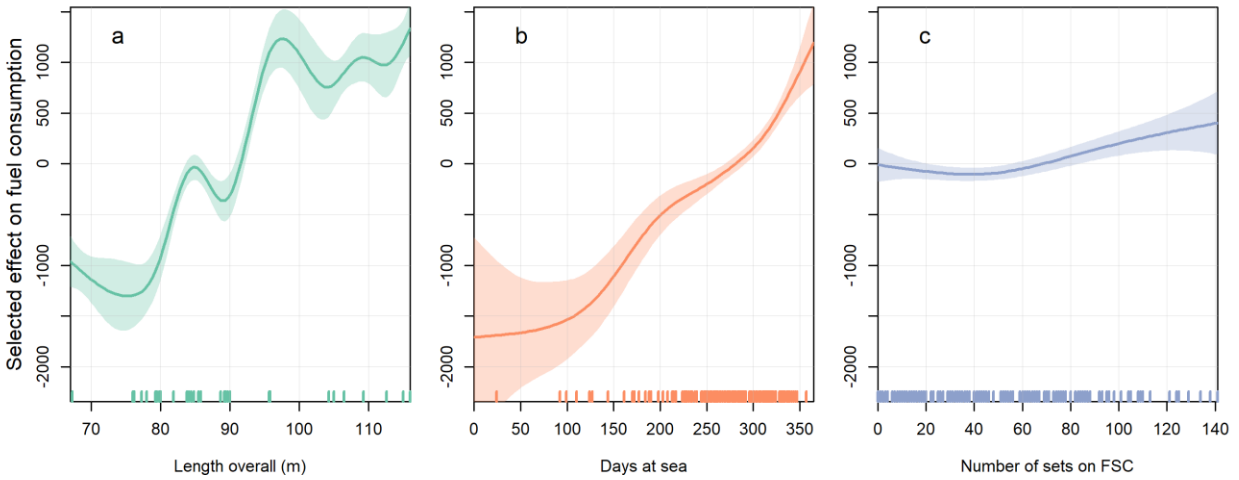 a
b
c
Selected effect on fuel consumption
-2000 -1000 0 500 1000
-2000 -1000 0 500 1000
-2000 -1000 0 500 1000
70 80 90 100 110
0 50 100 150 200 250 300 350
0 20 40 60 80 100 120 140
Length overall (m)
Days at sea
Number of sets on FSC